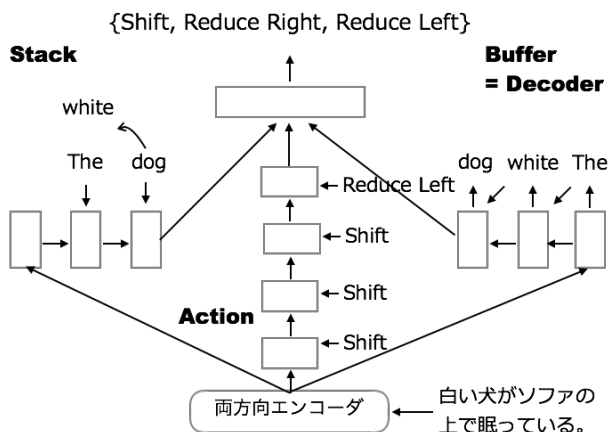 {Shift, Reduce Right, Reduce Left}
Stack
Buffer
= Decoder
white
The dog
dog white The
Reduce Left
Shift
Shift
Action
Shift
両方向エンコーダ
白い犬がソファの
上で眠っている。